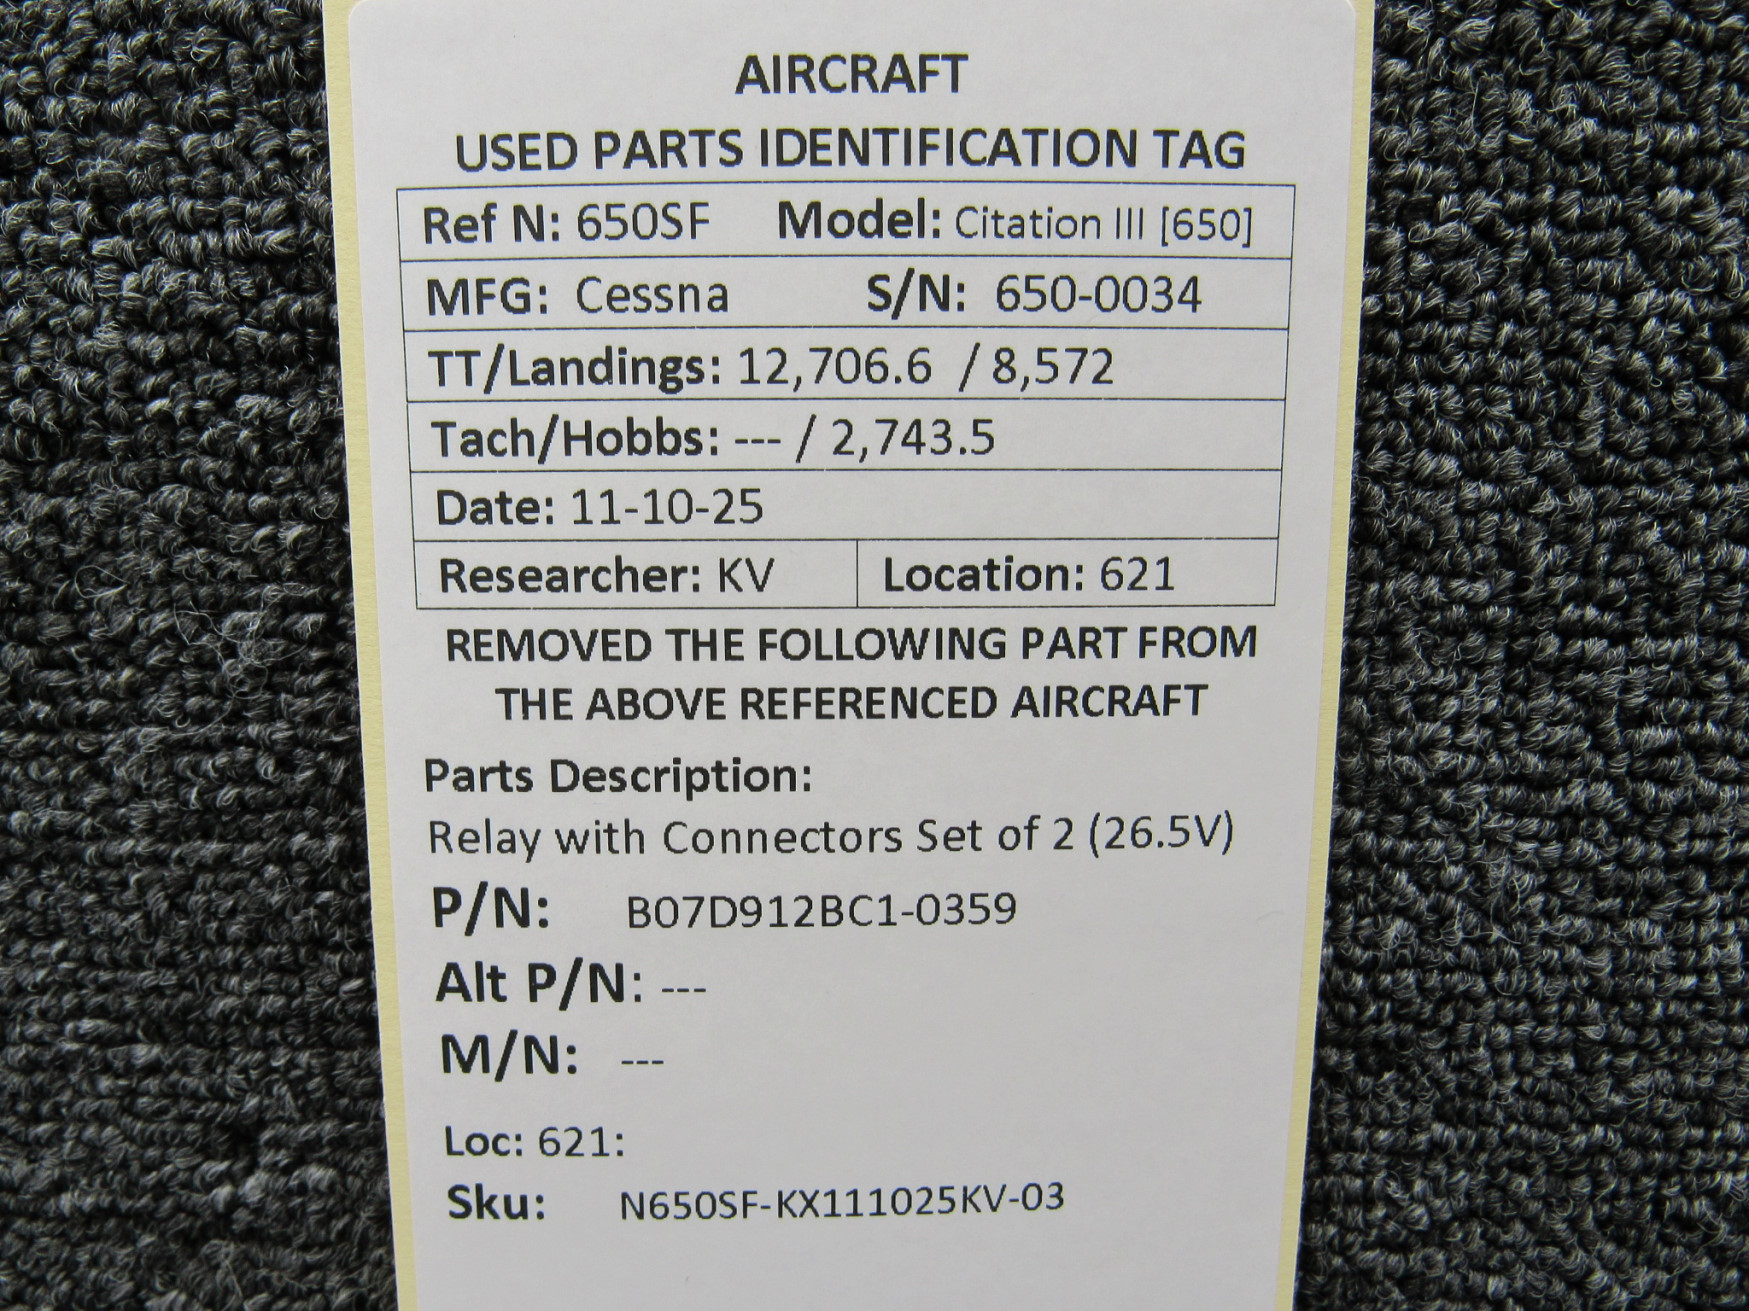 AIRCRAFT
USED PARTS IDENTIFICATION TAG
Ref N: 650SF Model: Citation III [650]
MFG: Cessna S/N: 650-0034
TT/Landings: 12,706.6 / 8,572
Tach/Hobbs: --- / 2,743.5
Date: 11-10-25
Researcher: KV Location: 621
REMOVED THE FOLLOWING PART FROM
THE ABOVE REFERENCED AIRCRAFT
Parts Description:
Relay with Connectors Set of 2 (26.5V)
P/N: B07D912BC1-0359
Alt P/N: ---
M/N: ---
Loc: 621:
Sku: N650SF-KX111025KV-03